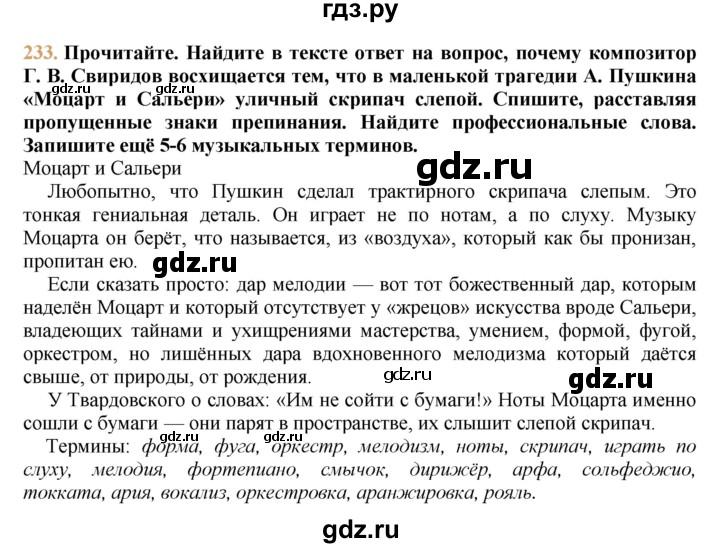 гдз.ру
233. Прочитайте. Найдите в тексте ответ на вопрос, почему композитор
Г. В. Свиридов восхищается тем, что в маленькой трагедии А. Пушкина
«Моцарт и Сальери» уличный скрипач слепой. Спишите, расставляя
пропущенные знаки препинания. Найдите профессиональные слова.
Запишите ещё 5-6 музыкальных терминов.
Моцарт и Сальери
gdz.ru
Любопытно, что Пушкин сделал трактирного скрипача слепым. Это
тонкая гениальная деталь. Он играет не по нотам, а по слуху. Музыку
Моцарта он берёт, что называется, из «воздуха», который как бы пронизан,
пропитан ею.
gdz.ru
Если сказать просто: дар мелодии — вот тот божественный дар, которым
наделён Моцарт и который отсутствует у «жрецов» искусства вроде Сальери,
владеющих тайнами и ухищрениями мастерства, умением, формой, фугой,
оркестром, но лишённых дара вдохновенного мелодизма который даётся
свыше, от природы, от рождения.
gdz.ru
gdz.ru
У Твардовского о словах: «Им не сойти с бумаги!» Ноты Моцарта именно
сошли с бумаги — они парят в пространстве, их слышит слепой скрипач.
Термины: форма, фуга, оркестр, мелодизм, ноты, скрипач, играть по
gdz.ru
слуху, мелодия, фортепиано, смычок, дирижёр, арфа, сольфеджио,
токката, ария, вокализ, оркестровка, аранжировка, рояль.
gdz.ru